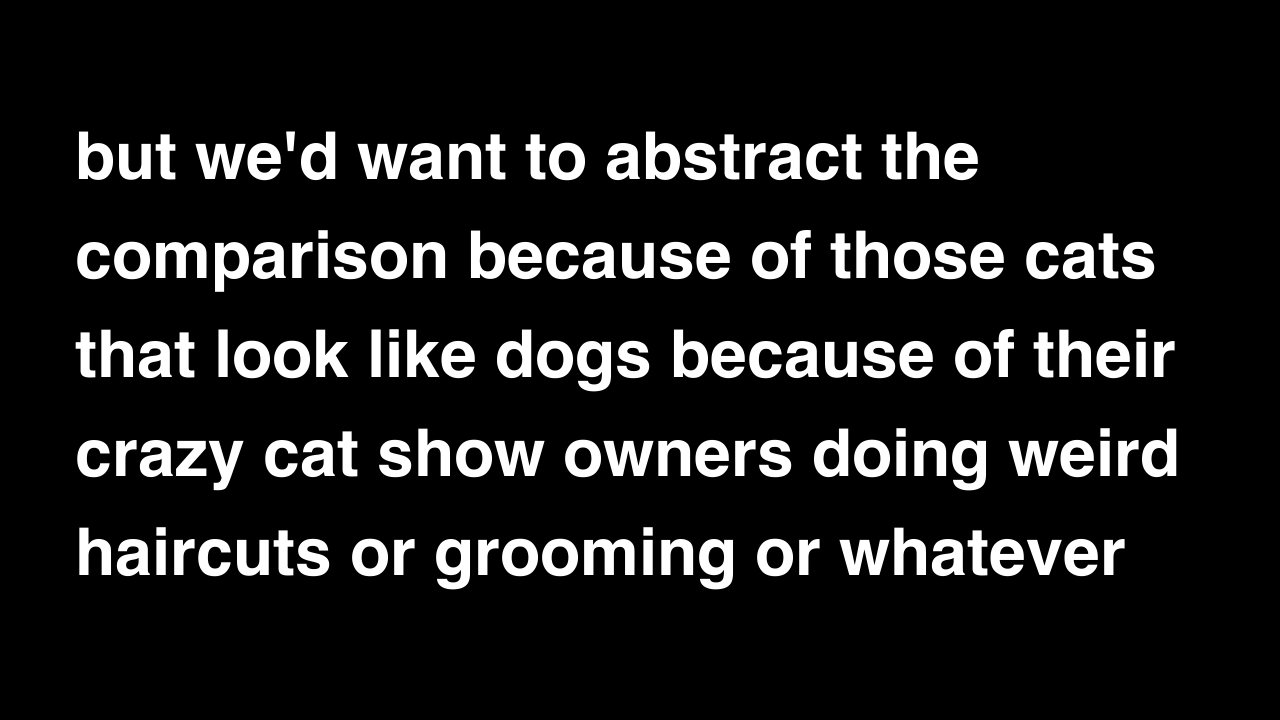 but we'd want to abstract the
comparison because of those cats
that look like dogs because of their
crazy cat show owners doing weird
haircuts or grooming or whatever